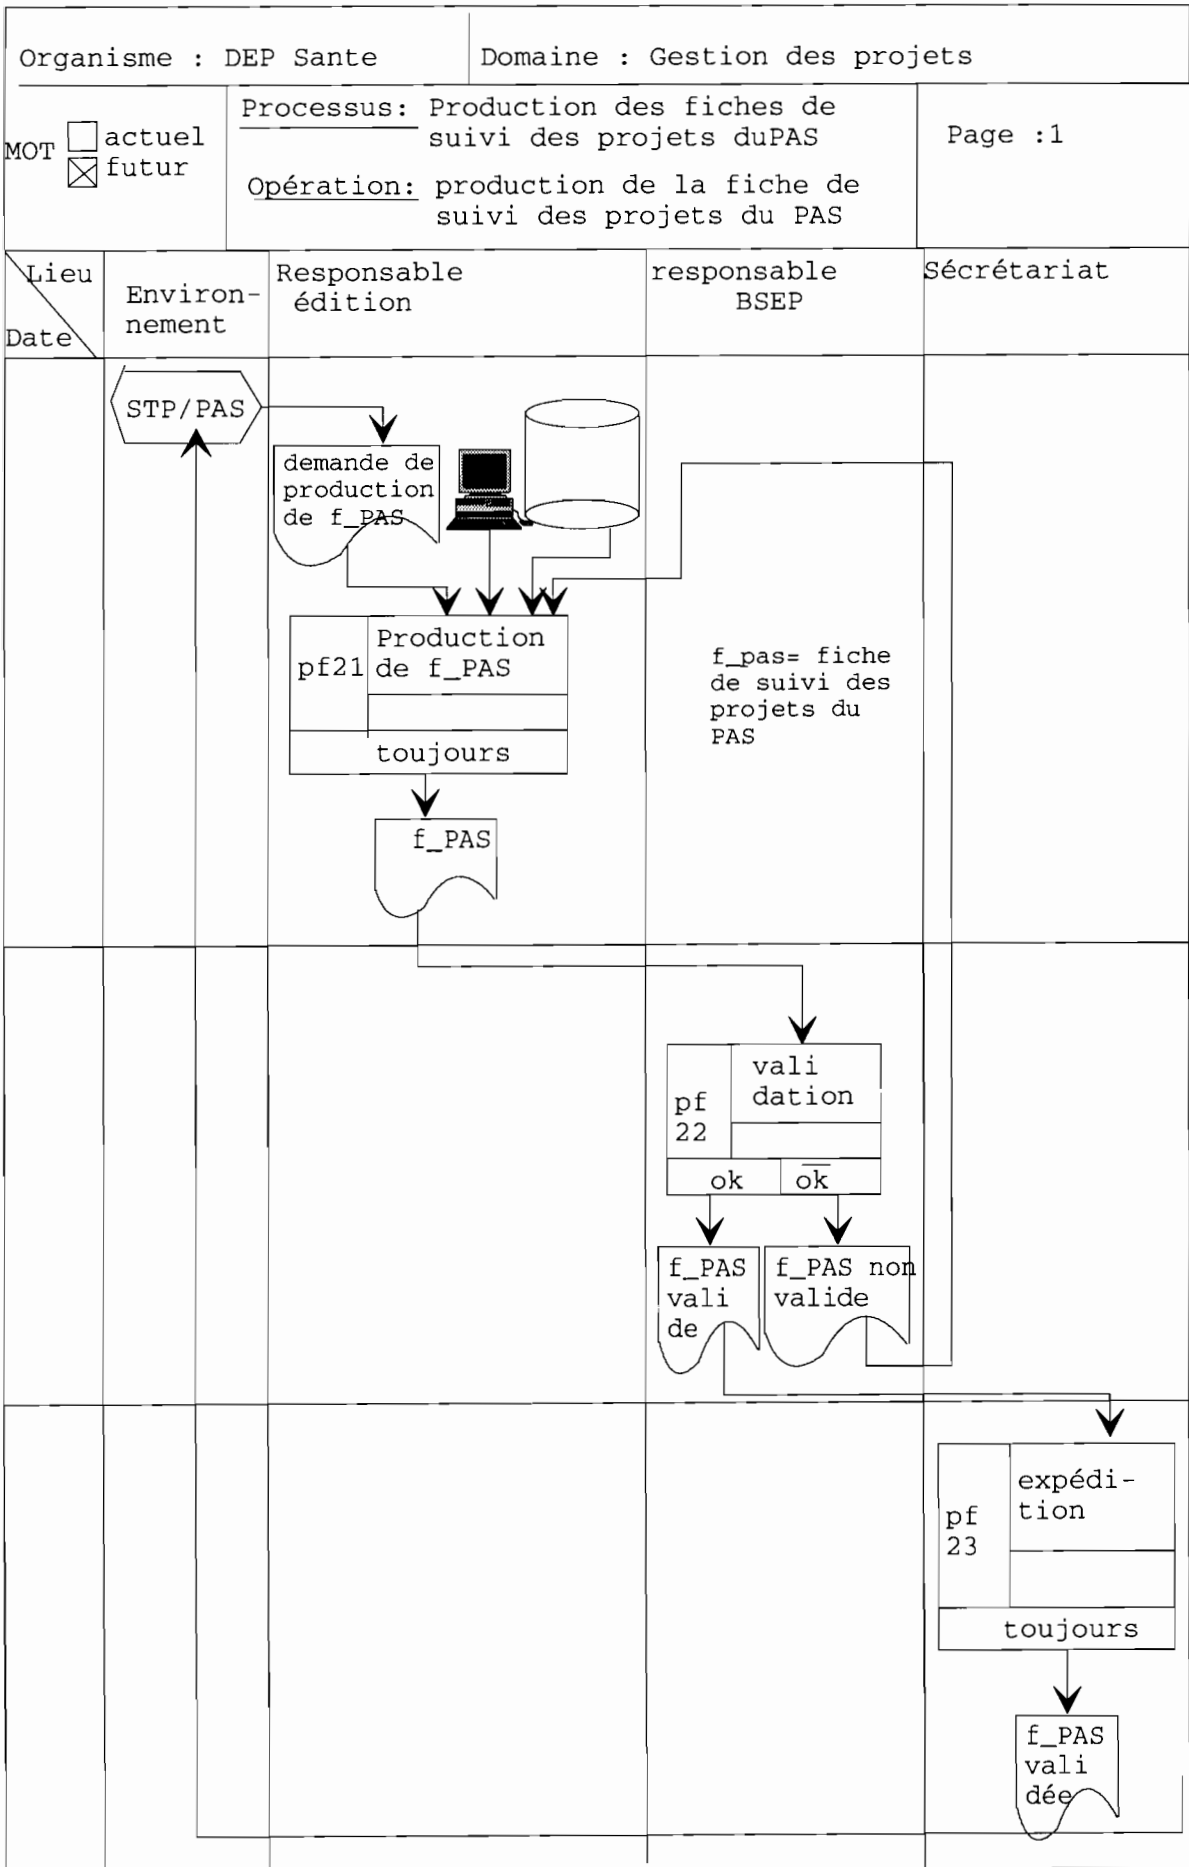 Organisme : DEP Sante
Domaine : Gestion des projets
MOT
actuel
futur
Processus: Production des fiches de
suivi des projets duPAS
Opération: production de la fiche de
suivi des projets du PAS
Page :1
Lieu
Date
Environ-
nement
Responsable
édition
responsable
BSEP
Sécrétariat
STP/PAS
demande de
production
de f_PAS
pf21
Production
de f_PAS
toujours
f_pas= fiche
de suivi des
projets du
PAS
f_PAS
pf
22
vali
dation
ok
o̅k̅
f_PAS
vali
de
f_PAS non
valide
pf
23
expédi-
tion
toujours
f_PAS
vali
dée